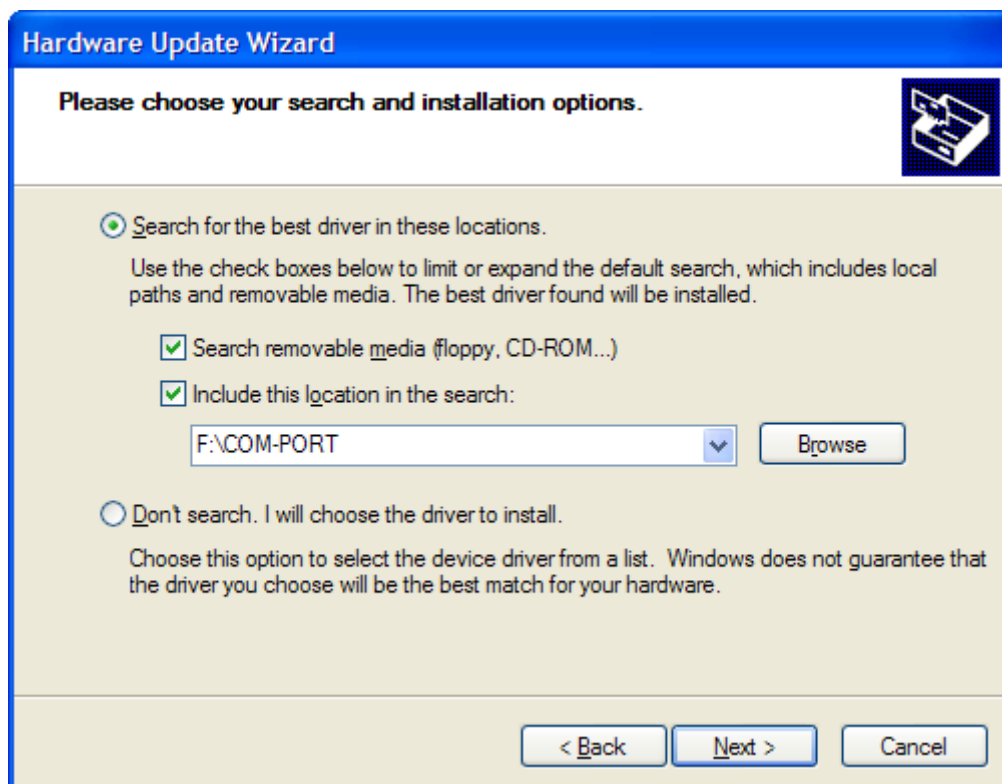 Hardware Update Wizard
Please choose your search and installation options.
Search for the best driver in these locations.
Use the check boxes below to limit or expand the default search, which includes local
paths and removable media. The best driver found will be installed.
Search removable media (floppy, CD-ROM...)
Include this location in the search:
F:\COM-PORT
Browse
Don't search. I will choose the driver to install.
Choose this option to select the device driver from a list.  Windows does not guarantee that
the driver you choose will be the best match for your hardware.
< Back
Next >
Cancel